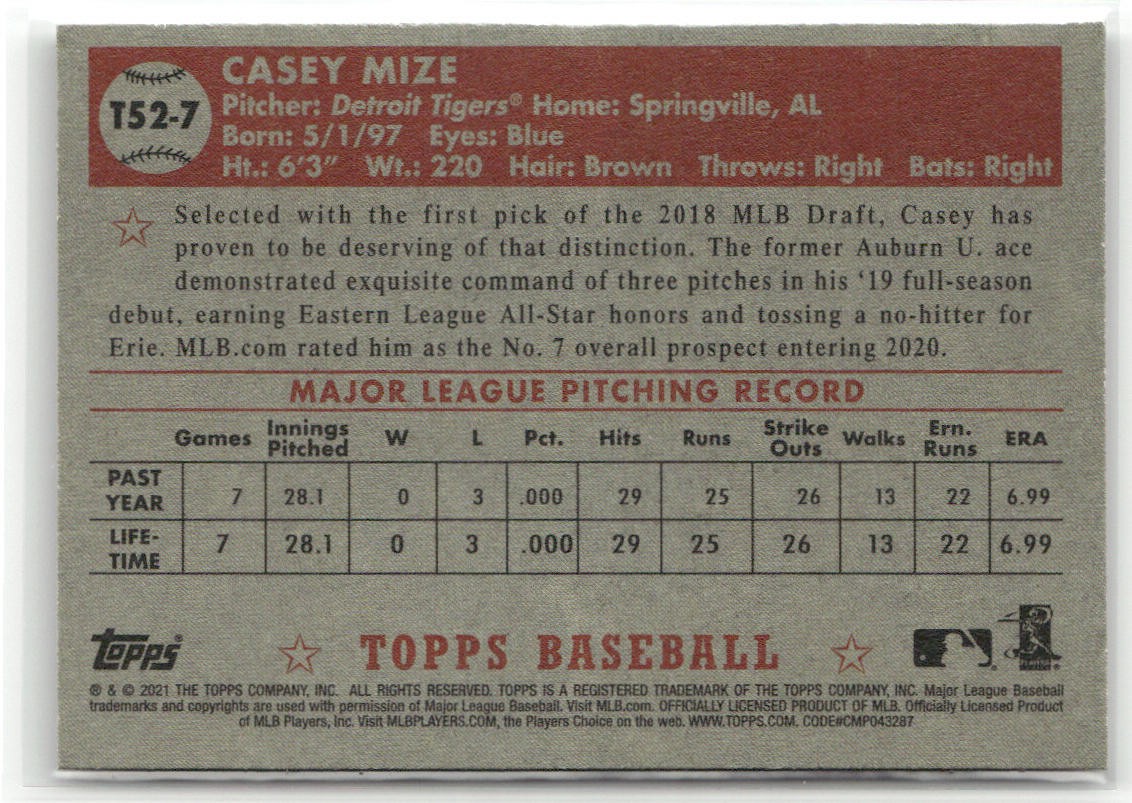 T52-7
CASEY MIZE
Pitcher: Detroit Tigers® Home: Springville, AL
Born: 5/1/97 Eyes: Blue
Ht.: 6'3" Wt.: 220 Hair: Brown Throws: Right Bats: Right
Selected with the first pick of the 2018 MLB Draft, Casey has
proven to be deserving of that distinction. The former Auburn U. ace
demonstrated exquisite command of three pitches in his '19 full-season
debut, earning Eastern League All-Star honors and tossing a no-hitter for
Erie. MLB.com rated him as the No. 7 overall prospect entering 2020.
MAJOR LEAGUE PITCHING RECORD
Games Innings Pitched W L Pct. Hits Runs Strike Outs Walks Ern. Runs ERA
PAST YEAR 7 28.1 0 3 .000 29 25 26 13 22 6.99
LIFE-TIME 7 28.1 0 3 .000 29 25 26 13 22 6.99
Topps® TOPPS BASEBALL
® & © 2021 THE TOPPS COMPANY, INC. ALL RIGHTS RESERVED. TOPPS IS A REGISTERED TRADEMARK OF THE TOPPS COMPANY, INC. Major League Baseball
trademarks and copyrights are used with permission of Major League Baseball. Visit MLB.com. OFFICIALLY LICENSED PRODUCT OF MLB. Officially Licensed Product
of MLB Players, Inc. Visit MLBPLAYERS.COM, the Players Choice on the web. WWW.TOPPS.COM. CODE#CMP043287